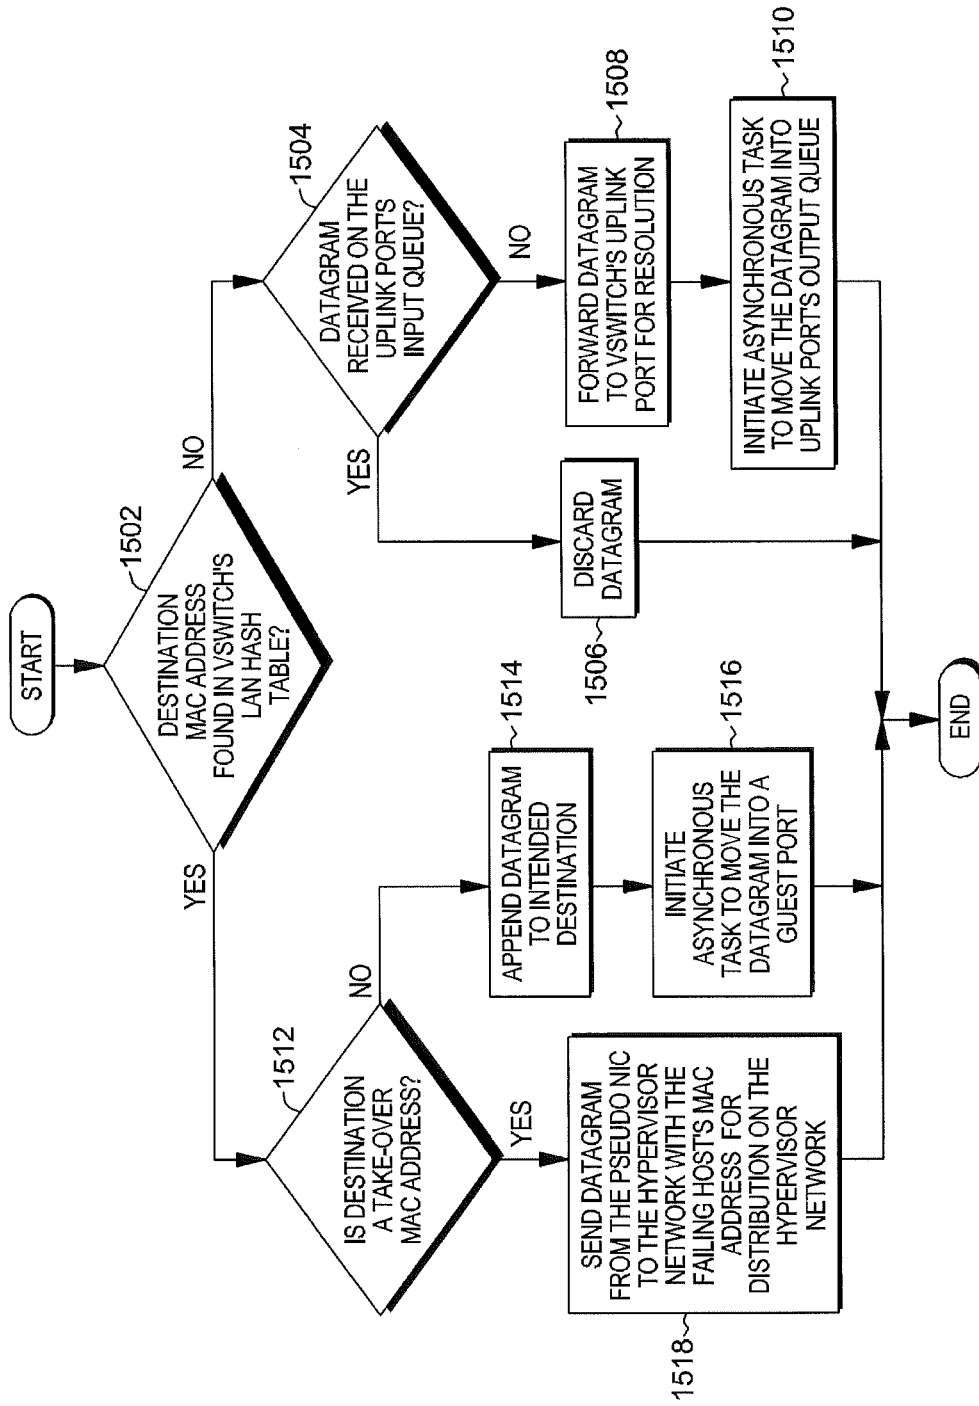 START
DESTINATION
MAC ADDRESS
FOUND IN VSWITCH'S
LAN HASH
TABLE?
1502
YES
NO
IS DESTINATION
A TAKE-OVER
MAC ADDRESS?
1512
DATAGRAM
RECEIVED ON THE
UPLINK PORT'S
INPUT QUEUE?
1504
NO
YES
YES
NO
APPEND DATAGRAM
TO INTENDED
DESTINATION
1514
DISCARD
DATAGRAM
1506
FORWARD DATAGRAM
TO VSWITCH'S UPLINK
PORT FOR RESOLUTION
1508
SEND DATAGRAM
FROM THE PSEUDO NIC
TO THE HYPERVISOR
NETWORK WITH THE
FAILING HOST'S MAC
ADDRESS FOR
DISTRIBUTION ON THE
HYPERVISOR
NETWORK
1518
INITIATE
ASYNCHRONOUS
TASK TO MOVE THE
DATAGRAM INTO A
GUEST PORT
1516
INITIATE ASYNCHRONOUS TASK
TO MOVE THE DATAGRAM INTO
UPLINK PORT'S OUTPUT QUEUE
1510
END